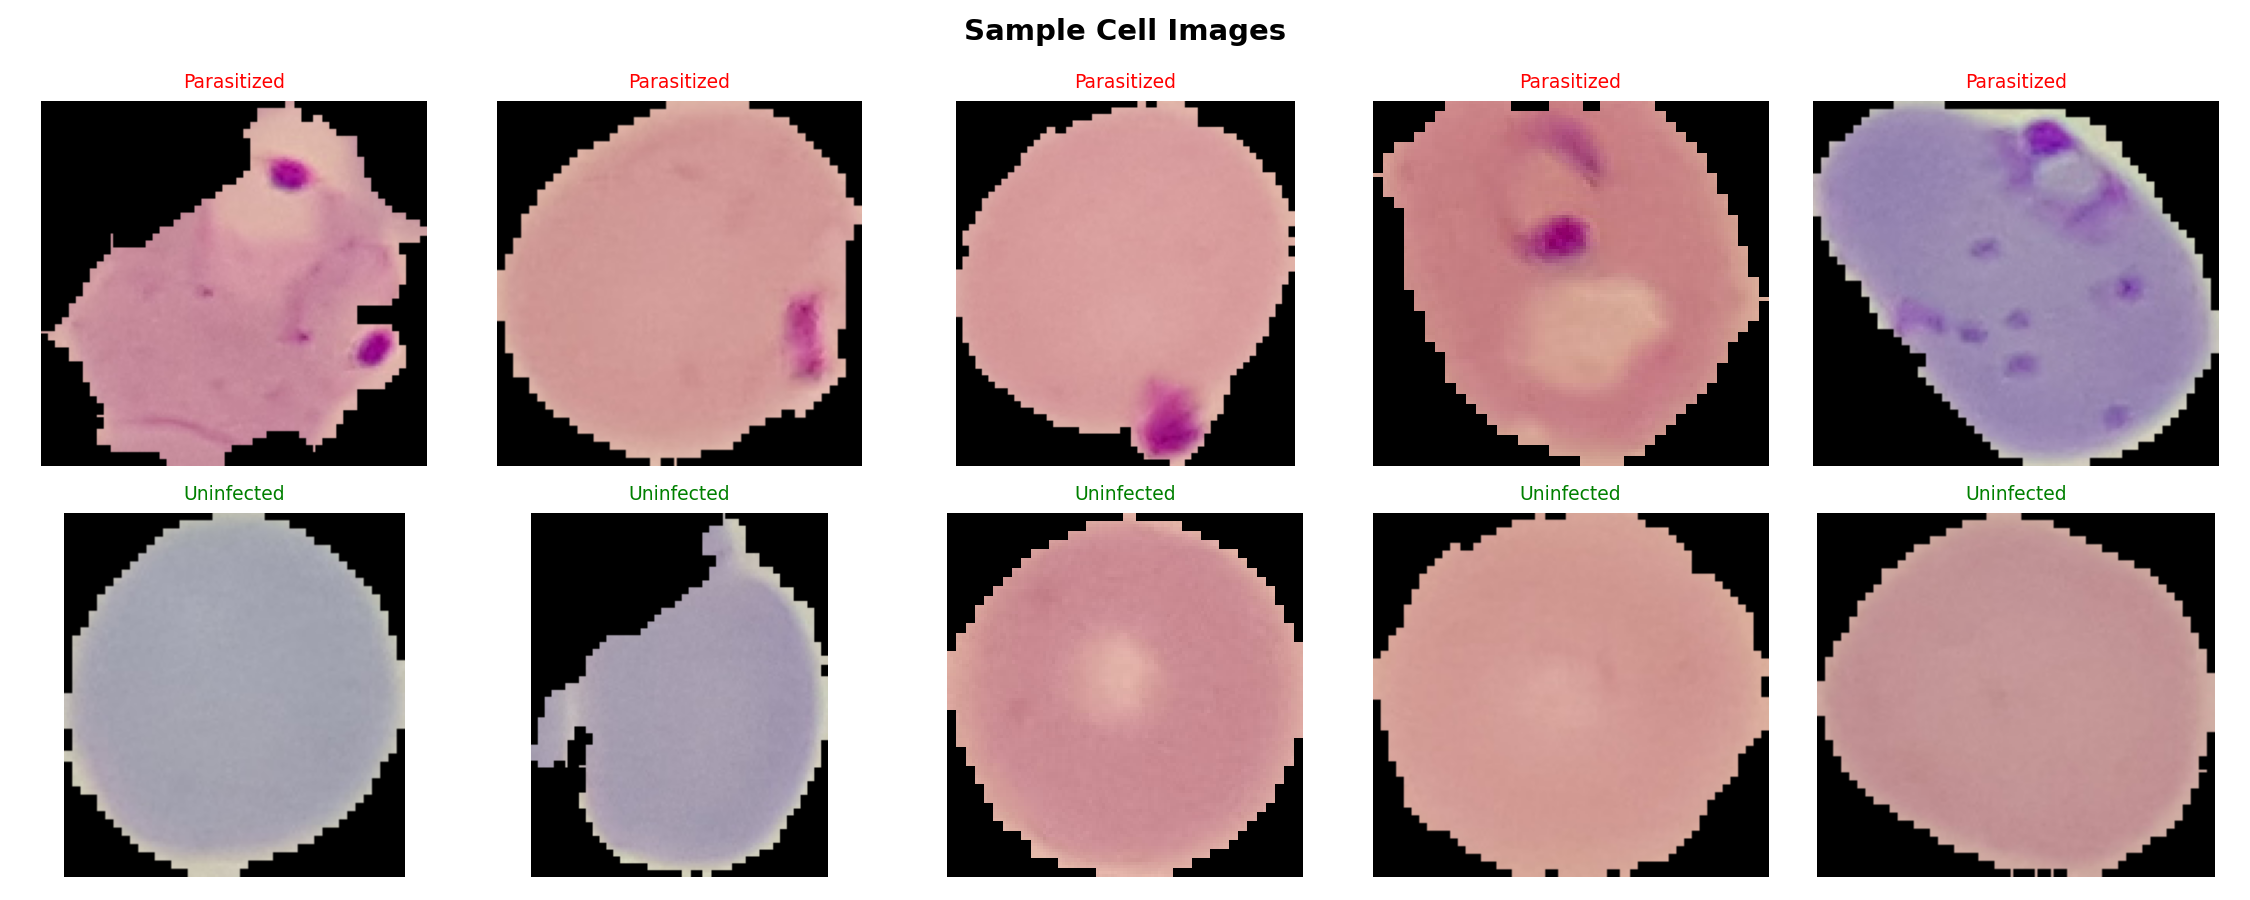 Sample Cell Images
Parasitized Parasitized Parasitized Parasitized Parasitized
Uninfected Uninfected Uninfected Uninfected Uninfected